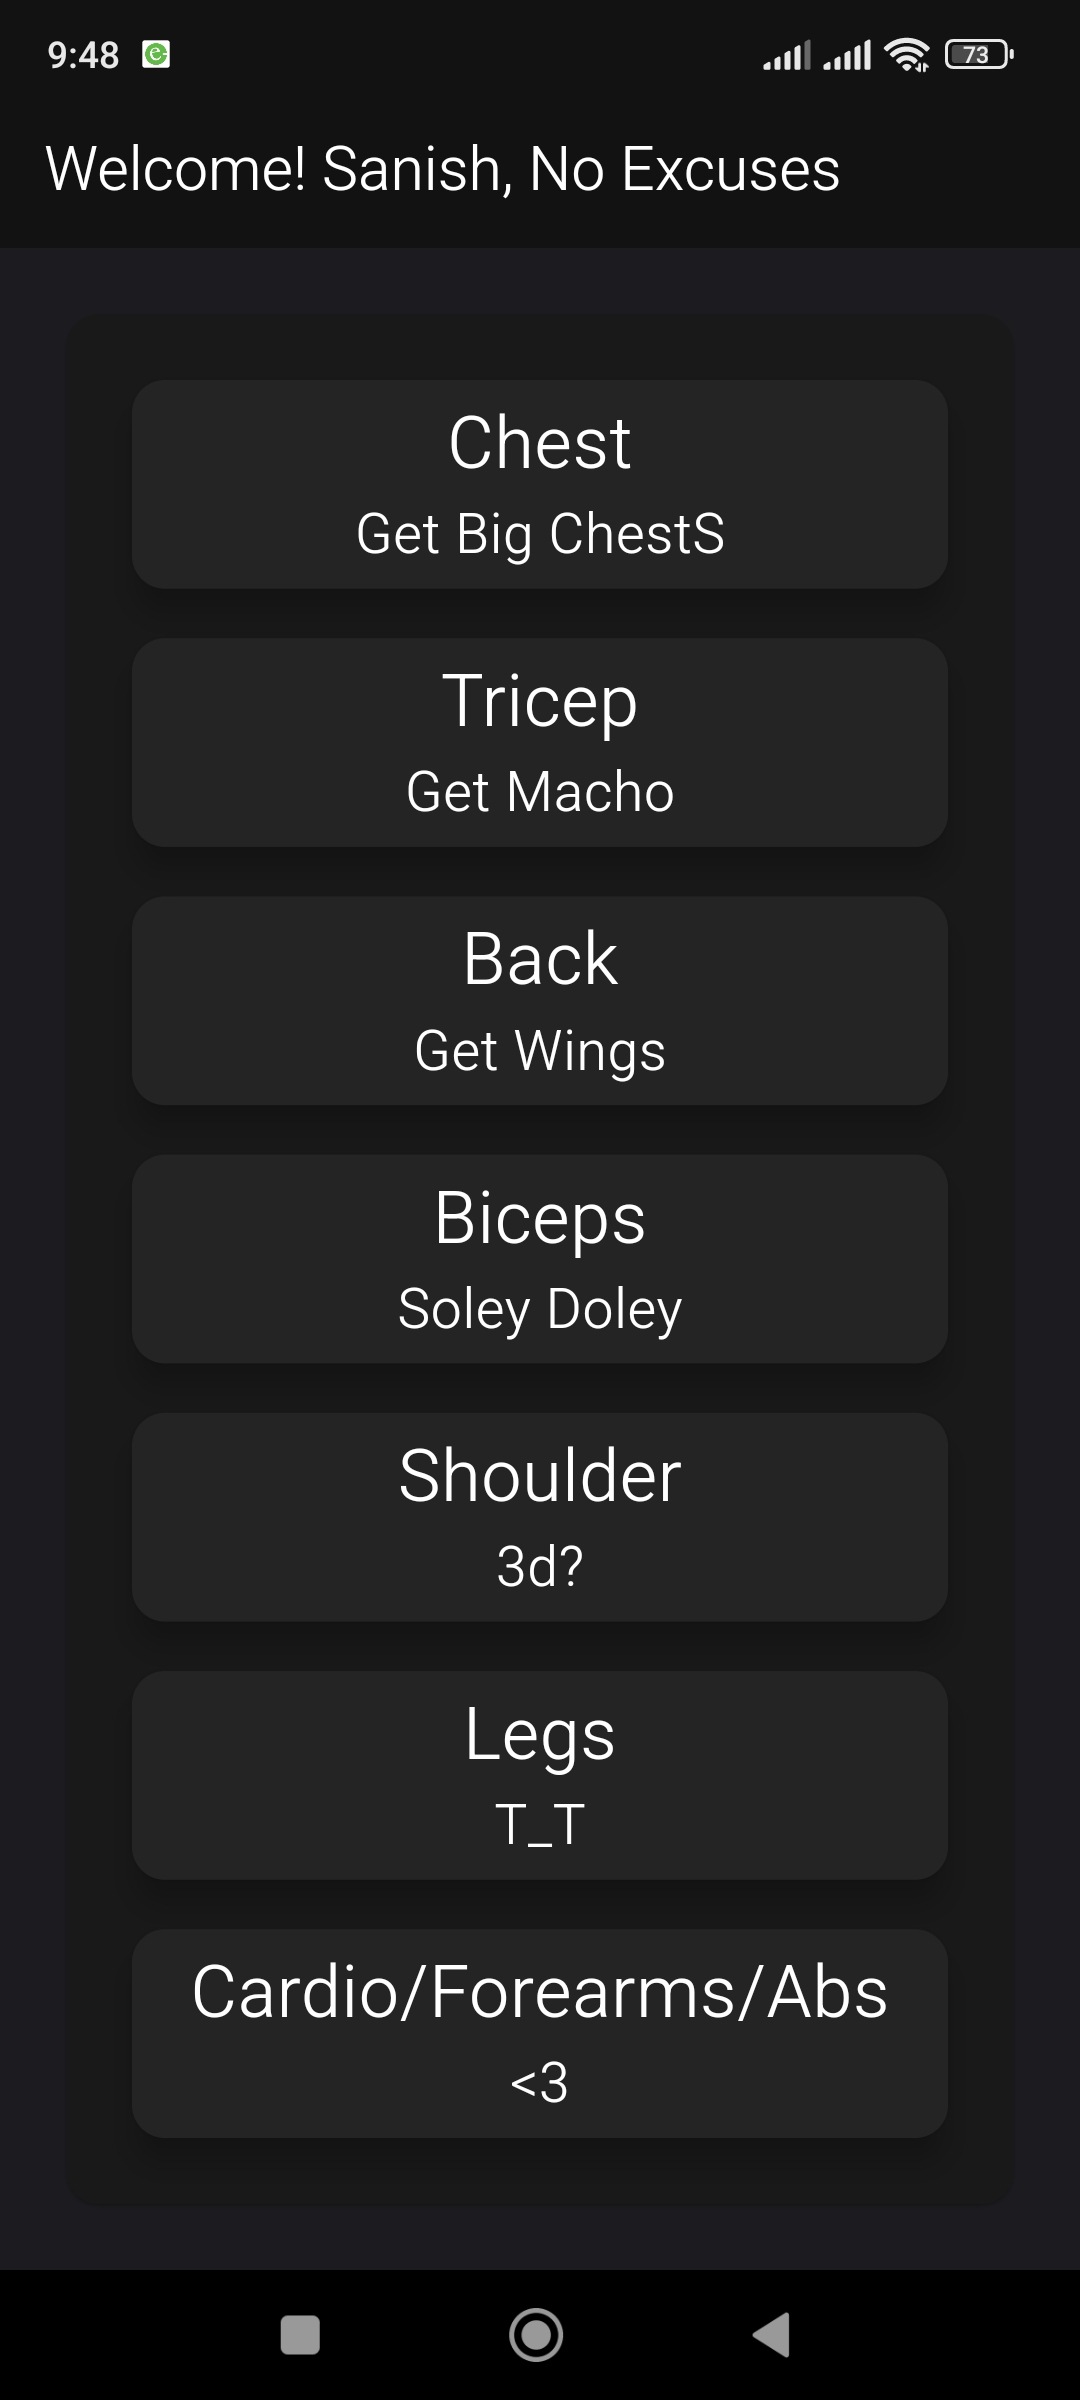 9:48
73
Welcome! Sanish, No Excuses
Chest
Get Big ChestS
Tricep
Get Macho
Back
Get Wings
Biceps
Soley Doley
Shoulder
3d?
Legs
T_T
Cardio/Forearms/Abs
<3